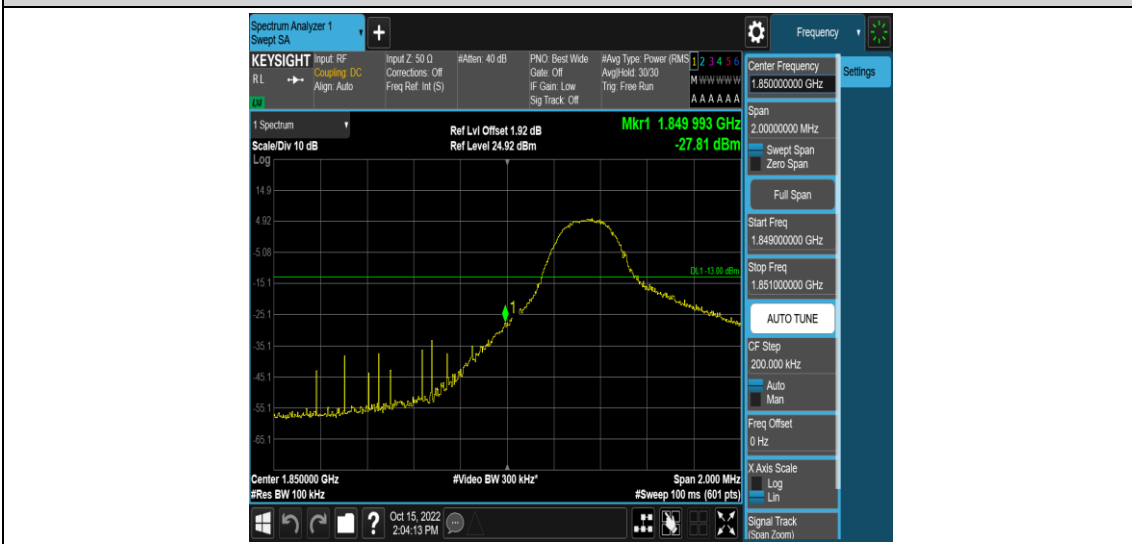 Spectrum Analyzer 1
Swept SA
+
Frequency
KEYSIGHT
RL
LW
Input: RF
Coupling: DC
Align: Auto
Input Z: 50 Ω
Corrections: Off
Freq Ref: Int (S)
#Atten: 40 dB
PNO: Best Wide
Gate: Off
IF Gain: Low
Sig Track: Off
#Avg Type: Power (RMS
Avg|Hold: 30/30
Trig: Free Run
1 2 3 4 5 6
M W W W W W
A A A A A A
1 Spectrum
Scale/Div 10 dB
Log
Ref Lvl Offset 1.92 dB
Ref Level 24.92 dBm
Mkr1 1.849 993 GHz
-27.81 dBm
14.9
4.92
-5.08
-15.1
-25.1
-35.1
-45.1
-55.1
-65.1
DL1 -13.00 dBm
1
Center 1.850000 GHz
#Res BW 100 kHz
#Video BW 300 kHz*
Span 2.000 MHz
#Sweep 100 ms (601 pts)
Center Frequency
1.850000000 GHz
Settings
Span
2.00000000 MHz
Swept Span
Zero Span
Full Span
Start Freq
1.849000000 GHz
Stop Freq
1.851000000 GHz
AUTO TUNE
CF Step
200.000 kHz
Auto
Man
Freq Offset
0 Hz
X Axis Scale
Log
Lin
Signal Track
(Span Zoom)
?
Oct 15, 2022
2:04:13 PM